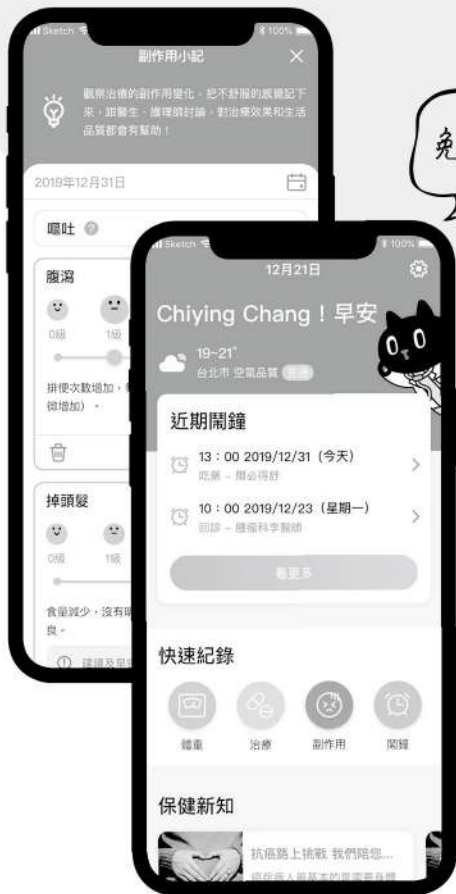 Sketch
100%
副作用小記
觀察治療的副作用變化，把不舒服的感覺記下
來，跟醫生、護理師討論，對治療效果和生活
品質都會有幫助！
2019年12月31日
嘔吐
腹瀉
0級
1級
排便次數增加，
微增加）。
掉頭髮
0級
1級
食量減少，沒有明
良。
建議及早
免
Sketch
100%
12月21日
Chiying Chang！早安
19~21°
台北市 空氣品質 普通
近期鬧鐘
13：00 2019/12/31（今天）
吃藥 – 爾必得舒
10：00 2019/12/23（星期一）
回診 – 腫瘤科李醫師
看更多
快速紀錄
體重
治療
副作用
鬧鐘
保健新知
抗癌路上挑戰 我們陪您...